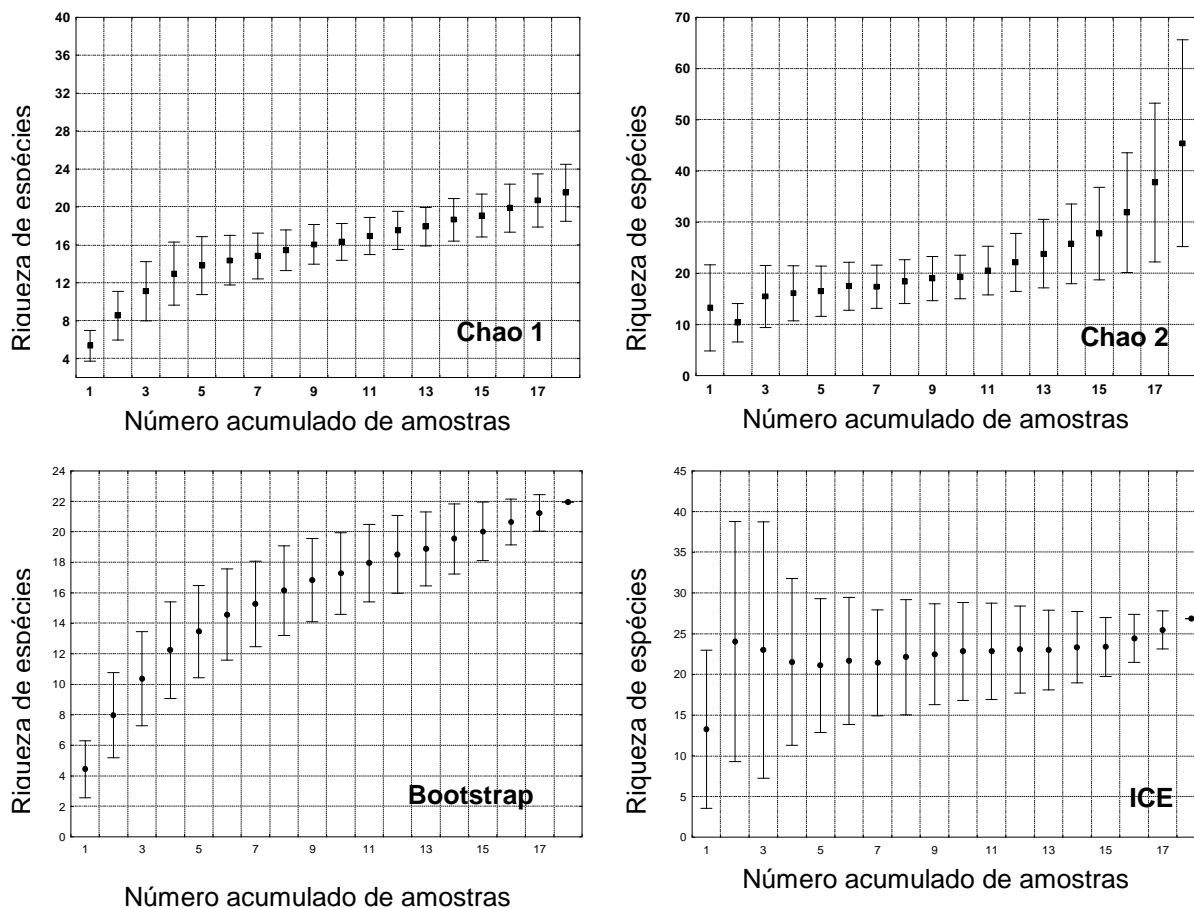 40
36
32
28
24
20
16
12
8
4
Riqueza de espécies
Chao 1
1 3 5 7 9 11 13 15 17
Número acumulado de amostras
70
60
50
40
30
20
10
0
Riqueza de espécies
Chao 2
1 3 5 7 9 11 13 15 17
Número acumulado de amostras
24
22
20
18
16
14
12
10
8
6
4
2
0
Riqueza de espécies
Bootstrap
1 3 5 7 9 11 13 15 17
Número acumulado de amostras
45
40
35
30
25
20
15
10
5
0
Riqueza de espécies
ICE
1 3 5 7 9 11 13 15 17
Número acumulado de amostras